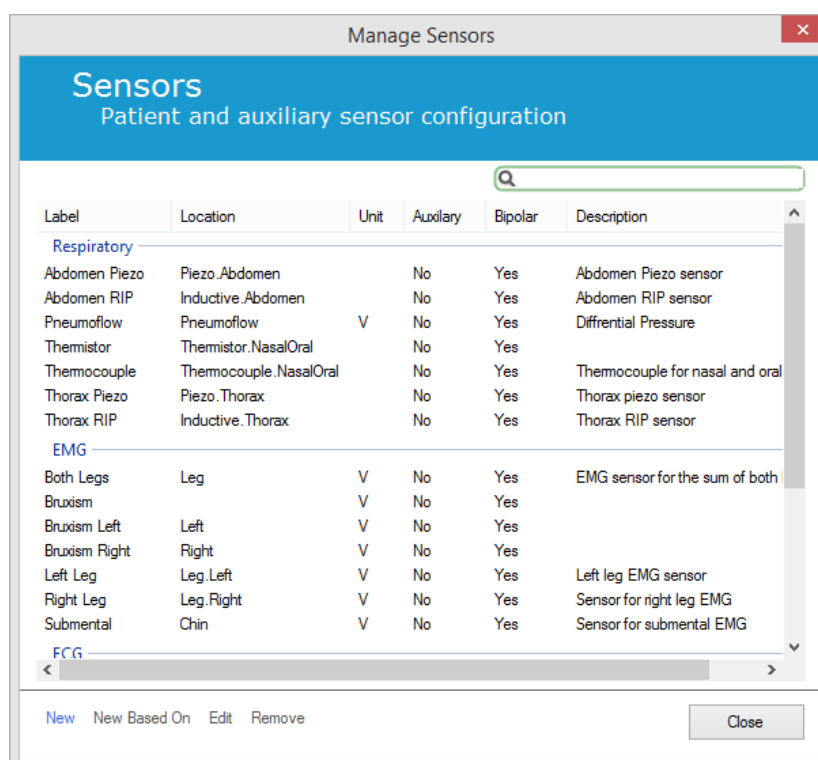 Manage Sensors
Sensors
Patient and auxiliary sensor configuration
Label Location Unit Auxilary Bipolar Description
Respiratory
Abdomen Piezo Piezo.Abdomen No Yes Abdomen Piezo sensor
Abdomen RIP Inductive.Abdomen No Yes Abdomen RIP sensor
Pneumoflow Pneumoflow V No Yes Diffrential Pressure
Thermistor Thermistor.NasalOral No Yes
Thermocouple Thermocouple.NasalOral No Yes Thermocouple for nasal and oral
Thorax Piezo Piezo.Thorax No Yes Thorax piezo sensor
Thorax RIP Inductive.Thorax No Yes Thorax RIP sensor
EMG
Both Legs Leg V No Yes EMG sensor for the sum of both
Bruxism V No Yes
Bruxism Left Left V No Yes
Bruxism Right Right V No Yes
Left Leg Leg.Left V No Yes Left leg EMG sensor
Right Leg Leg.Right V No Yes Sensor for right leg EMG
Submental Chin V No Yes Sensor for submental EMG
ECG
New New Based On Edit Remove Close